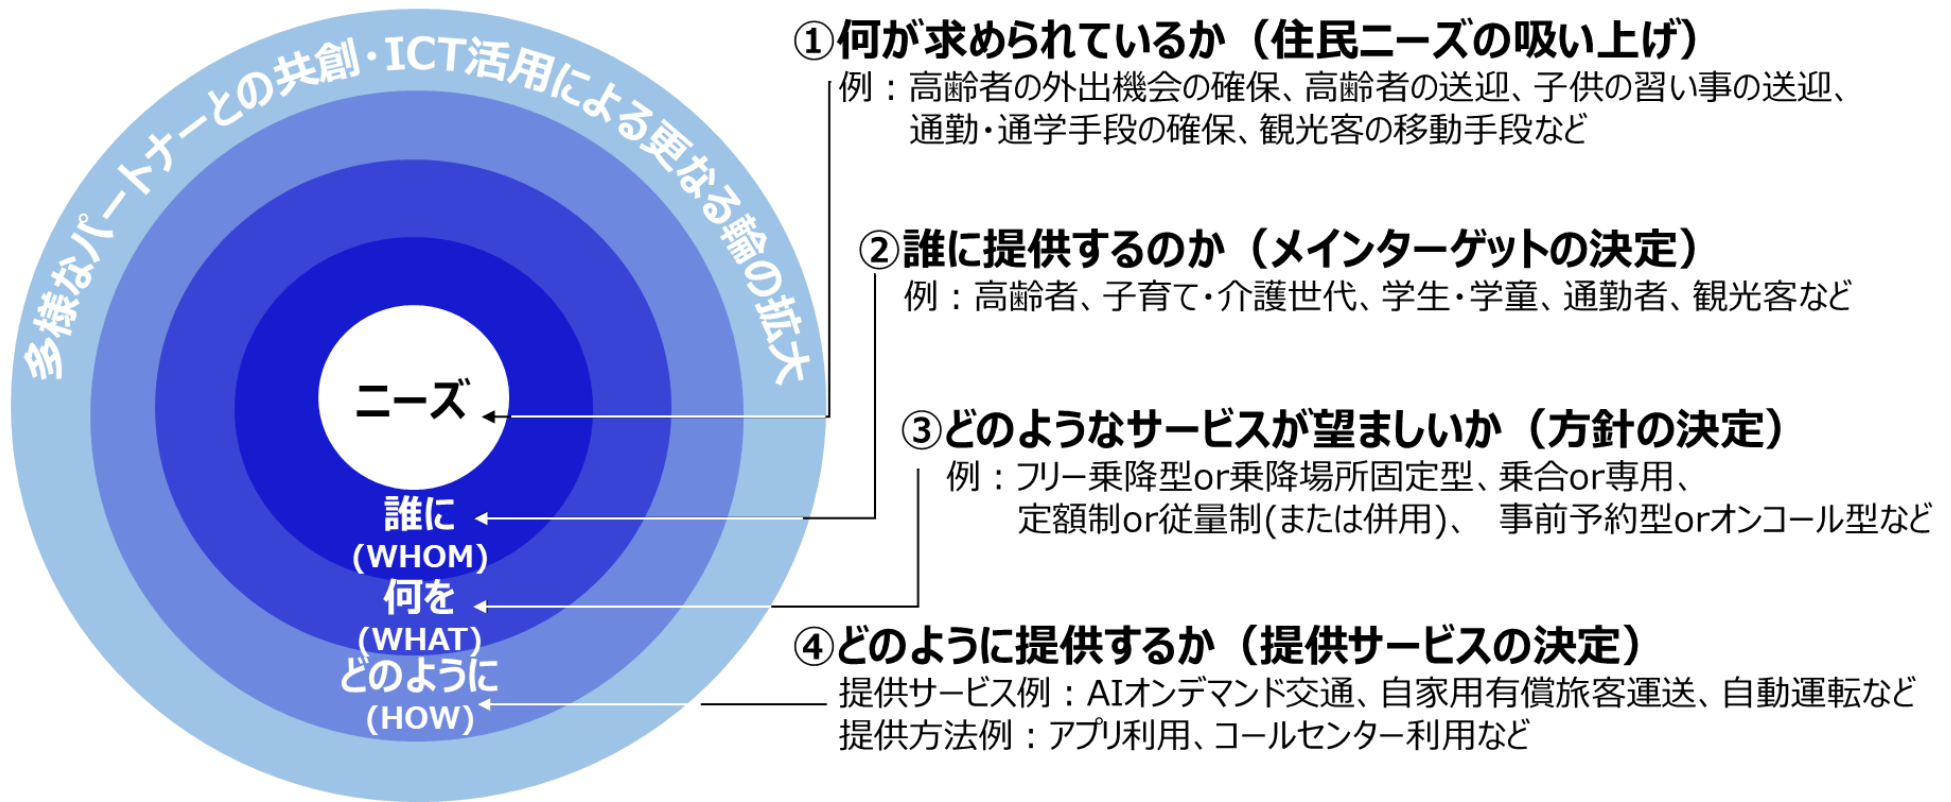 多様なパートナーとの共創・ICT活用による更なる輪の拡大
ニーズ
誰に
(WHOM)
何を
(WHAT)
どのように
(HOW)
①何が求められているか（住民ニーズの吸い上げ）
例：高齢者の外出機会の確保、高齢者の送迎、子供の習い事の送迎、
通勤・通学手段の確保、観光客の移動手段など
②誰に提供するのか（メインターゲットの決定）
例：高齢者、子育て・介護世代、学生・学童、通勤者、観光客など
③どのようなサービスが望ましいか（方針の決定）
例：フリー乗降型or乗降場所固定型、乗合or専用、
定額制or従量制(または併用)、 事前予約型orオンコール型など
④どのように提供するか（提供サービスの決定）
提供サービス例：AIオンデマンド交通、自家用有償旅客運送、自動運転など
提供方法例：アプリ利用、コールセンター利用など